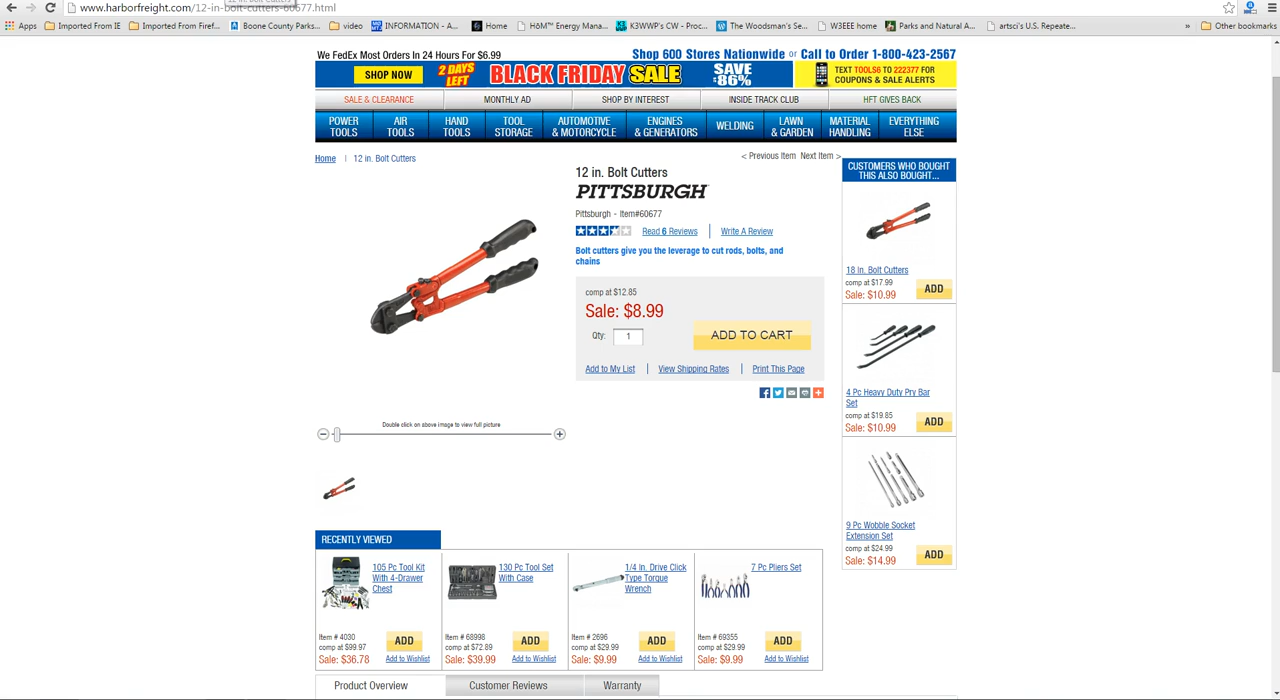 12 in. Bolt Cutters
www.harborfreight.com/12-in-bolt-cutters-60677.html
Apps
Imported From IE
Imported From Firef...
Boone County Parks...
video
INFORMATION - A...
Home
HōM™ Energy Mana...
K3WWP's CW - Proc...
The Woodsman's Se...
W3EEE home
Parks and Natural A...
artsci's U.S. Repeate...
»
Other bookmarks
We FedEx Most Orders in 24 Hours For $6.99
Shop 600 Stores Nationwide or Call to Order 1-800-423-2567
SHOP NOW
2 DAYS LEFT
BLACK FRIDAY SALE
SAVE 86%
TEXT TOOLS6 TO 222377 FOR
COUPONS & SALE ALERTS
SALE & CLEARANCE
MONTHLY AD
SHOP BY INTEREST
INSIDE TRACK CLUB
HFT GIVES BACK
POWER TOOLS
AIR TOOLS
HAND TOOLS
TOOL STORAGE
AUTOMOTIVE & MOTORCYCLE
ENGINES & GENERATORS
WELDING
LAWN & GARDEN
MATERIAL HANDLING
EVERYTHING ELSE
Home | 12 in. Bolt Cutters
< Previous Item Next Item >
12 in. Bolt Cutters
PITTSBURGH
Pittsburgh - Item#60677
Read 6 Reviews | Write A Review
Bolt cutters give you the leverage to cut rods, bolts, and
chains
comp at $12.85
Sale: $8.99
Qty: 1
ADD TO CART
Add to My List | View Shipping Rates | Print This Page
Double click on above image to view full picture
CUSTOMERS WHO BOUGHT
THIS ALSO BOUGHT...
18 in. Bolt Cutters
comp at $17.99
Sale: $10.99
ADD
4 Pc Heavy Duty Pry Bar
Set
comp at $19.85
Sale: $10.99
ADD
9 Pc Wobble Socket
Extension Set
comp at $24.99
Sale: $14.99
ADD
RECENTLY VIEWED
105 Pc Tool Kit
With 4-Drawer
Chest
Item # 4030
comp at $99.97
Sale: $36.78
ADD
Add to Wishlist
130 Pc Tool Set
With Case
Item # 68998
comp at $72.89
Sale: $39.99
ADD
Add to Wishlist
1/4 In. Drive Click
Type Torque
Wrench
Item # 2696
comp at $29.99
Sale: $9.99
ADD
Add to Wishlist
7 Pc Pliers Set
Item # 69355
comp at $29.99
Sale: $9.99
ADD
Add to Wishlist
Product Overview
Customer Reviews
Warranty